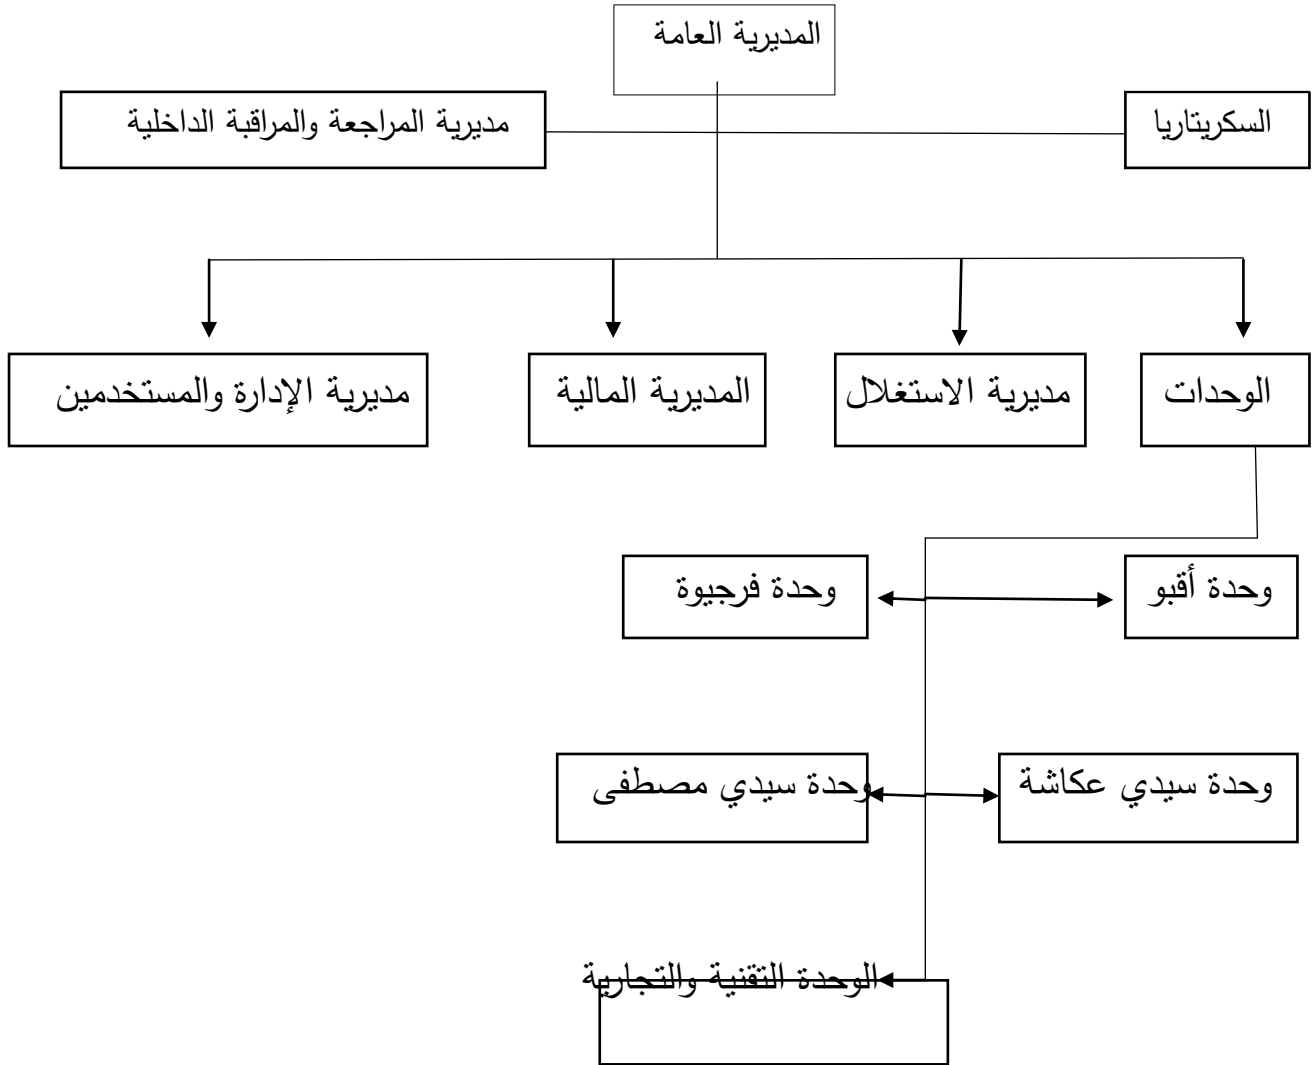 المديرية العامة
السكريتاريا
مديرية المراجعة والمراقبة الداخلية
الوحدات
مديرية الاستغلال
المديرية المالية
مديرية الإدارة والمستخدمين
وحدة أقبو
وحدة فرجيوة
وحدة سيدي عكاشة
وحدة سيدي مصطفى
الوحدة التقنية والتجارية